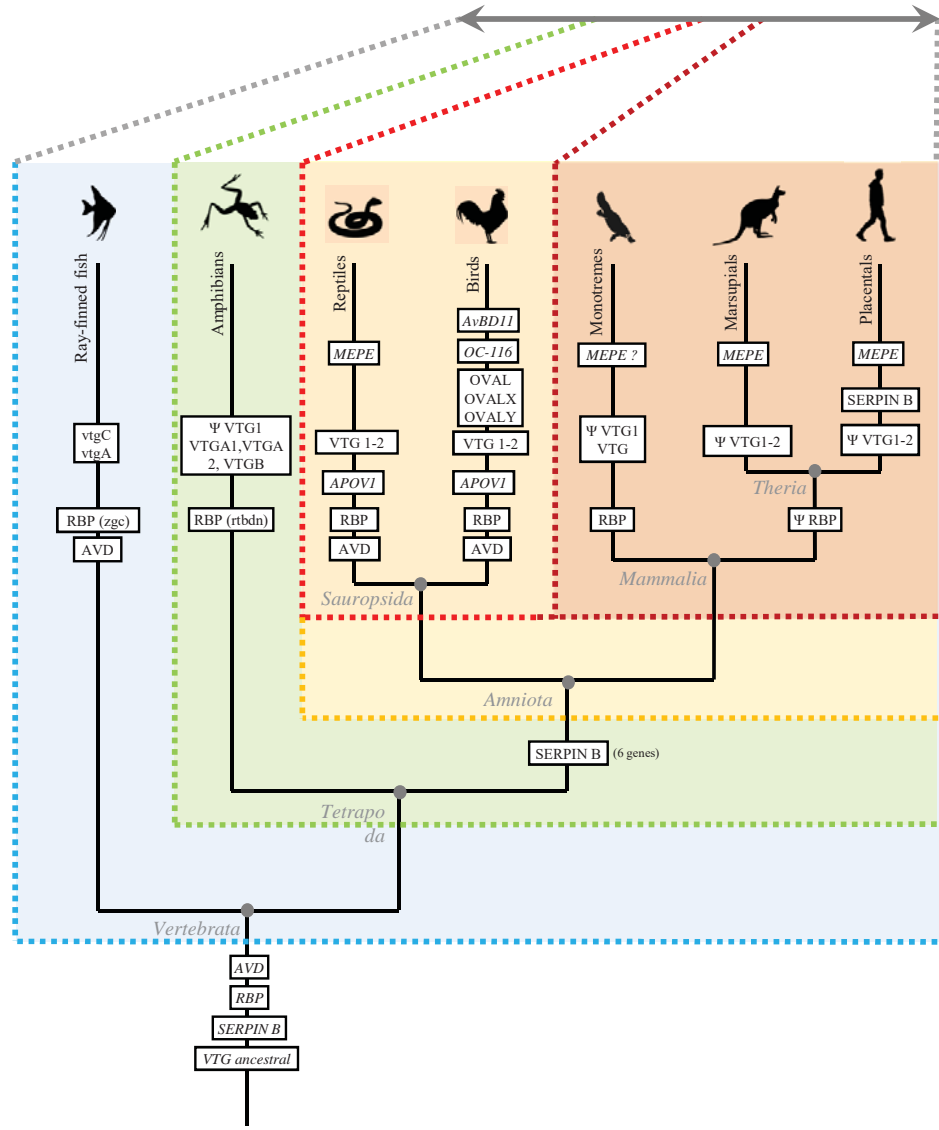 Ray-finned fish
Amphibians
Reptiles
Birds
Monotremes
Marsupials
Placentals
AvBD11
MEPE
OC-116
MEPE ?
MEPE
MEPE
OVAL
OVALX
OVALY
SERPIN B
vtgC
vtgA
Ψ VTG1
VTGA1,VTGA
2, VTGB
VTG 1-2
VTG 1-2
Ψ VTG1
VTG
Ψ VTG1-2
Ψ VTG1-2
APOV1
APOV1
Theria
RBP (zgc)
RBP (rtbdn)
RBP
RBP
RBP
Ψ RBP
AVD
AVD
AVD
Sauropsida
Mammalia
Amniota
SERPIN B (6 genes)
Tetrapo
da
Vertebrata
AVD
RBP
SERPIN B
VTG ancestral